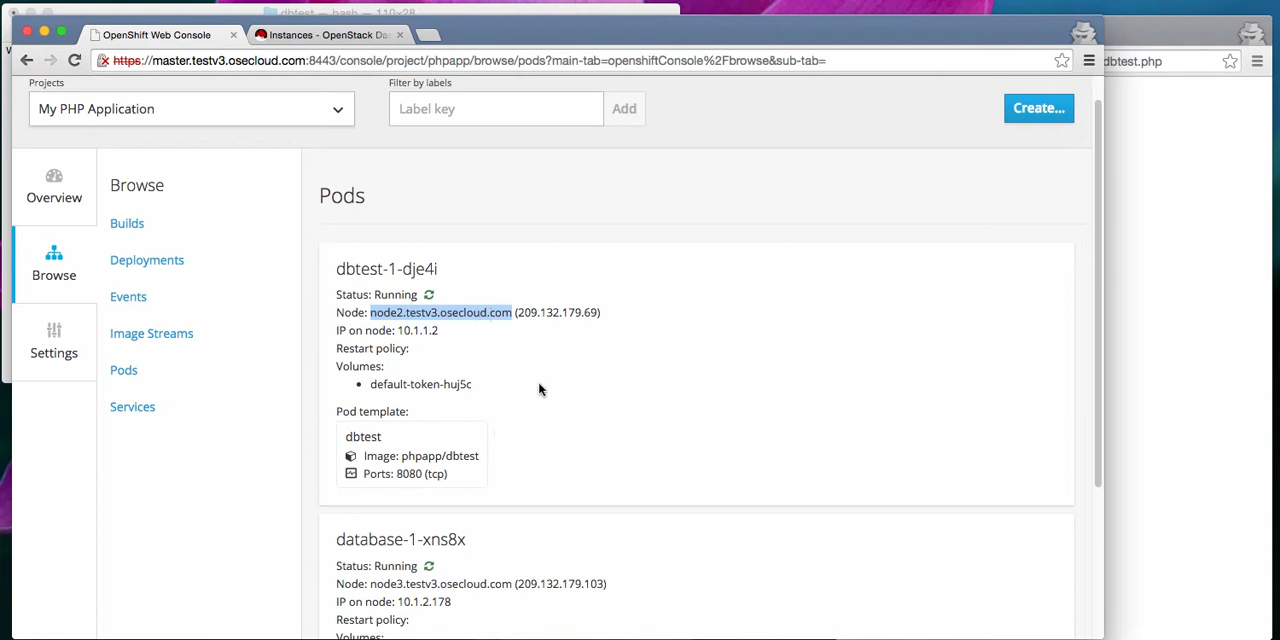 dbtest — bash — 110×28
OpenShift Web Console
Instances - OpenStack Das
https://master.testv3.osecloud.com:8443/console/project/phpapp/browse/pods?main-tab=openshiftConsole%2Fbrowse&sub-tab=
dbtest.php
Projects
Filter by labels
My PHP Application
Label key
Add
Create...
Overview
Browse
Settings
Browse
Builds
Deployments
Events
Image Streams
Pods
Services
Pods
dbtest-1-dje4i
Status: Running
Node: node2.testv3.osecloud.com (209.132.179.69)
IP on node: 10.1.1.2
Restart policy:
Volumes:
• default-token-huj5c
Pod template:
dbtest
Image: phpapp/dbtest
Ports: 8080 (tcp)
database-1-xns8x
Status: Running
Node: node3.testv3.osecloud.com (209.132.179.103)
IP on node: 10.1.2.178
Restart policy:
Volumes: